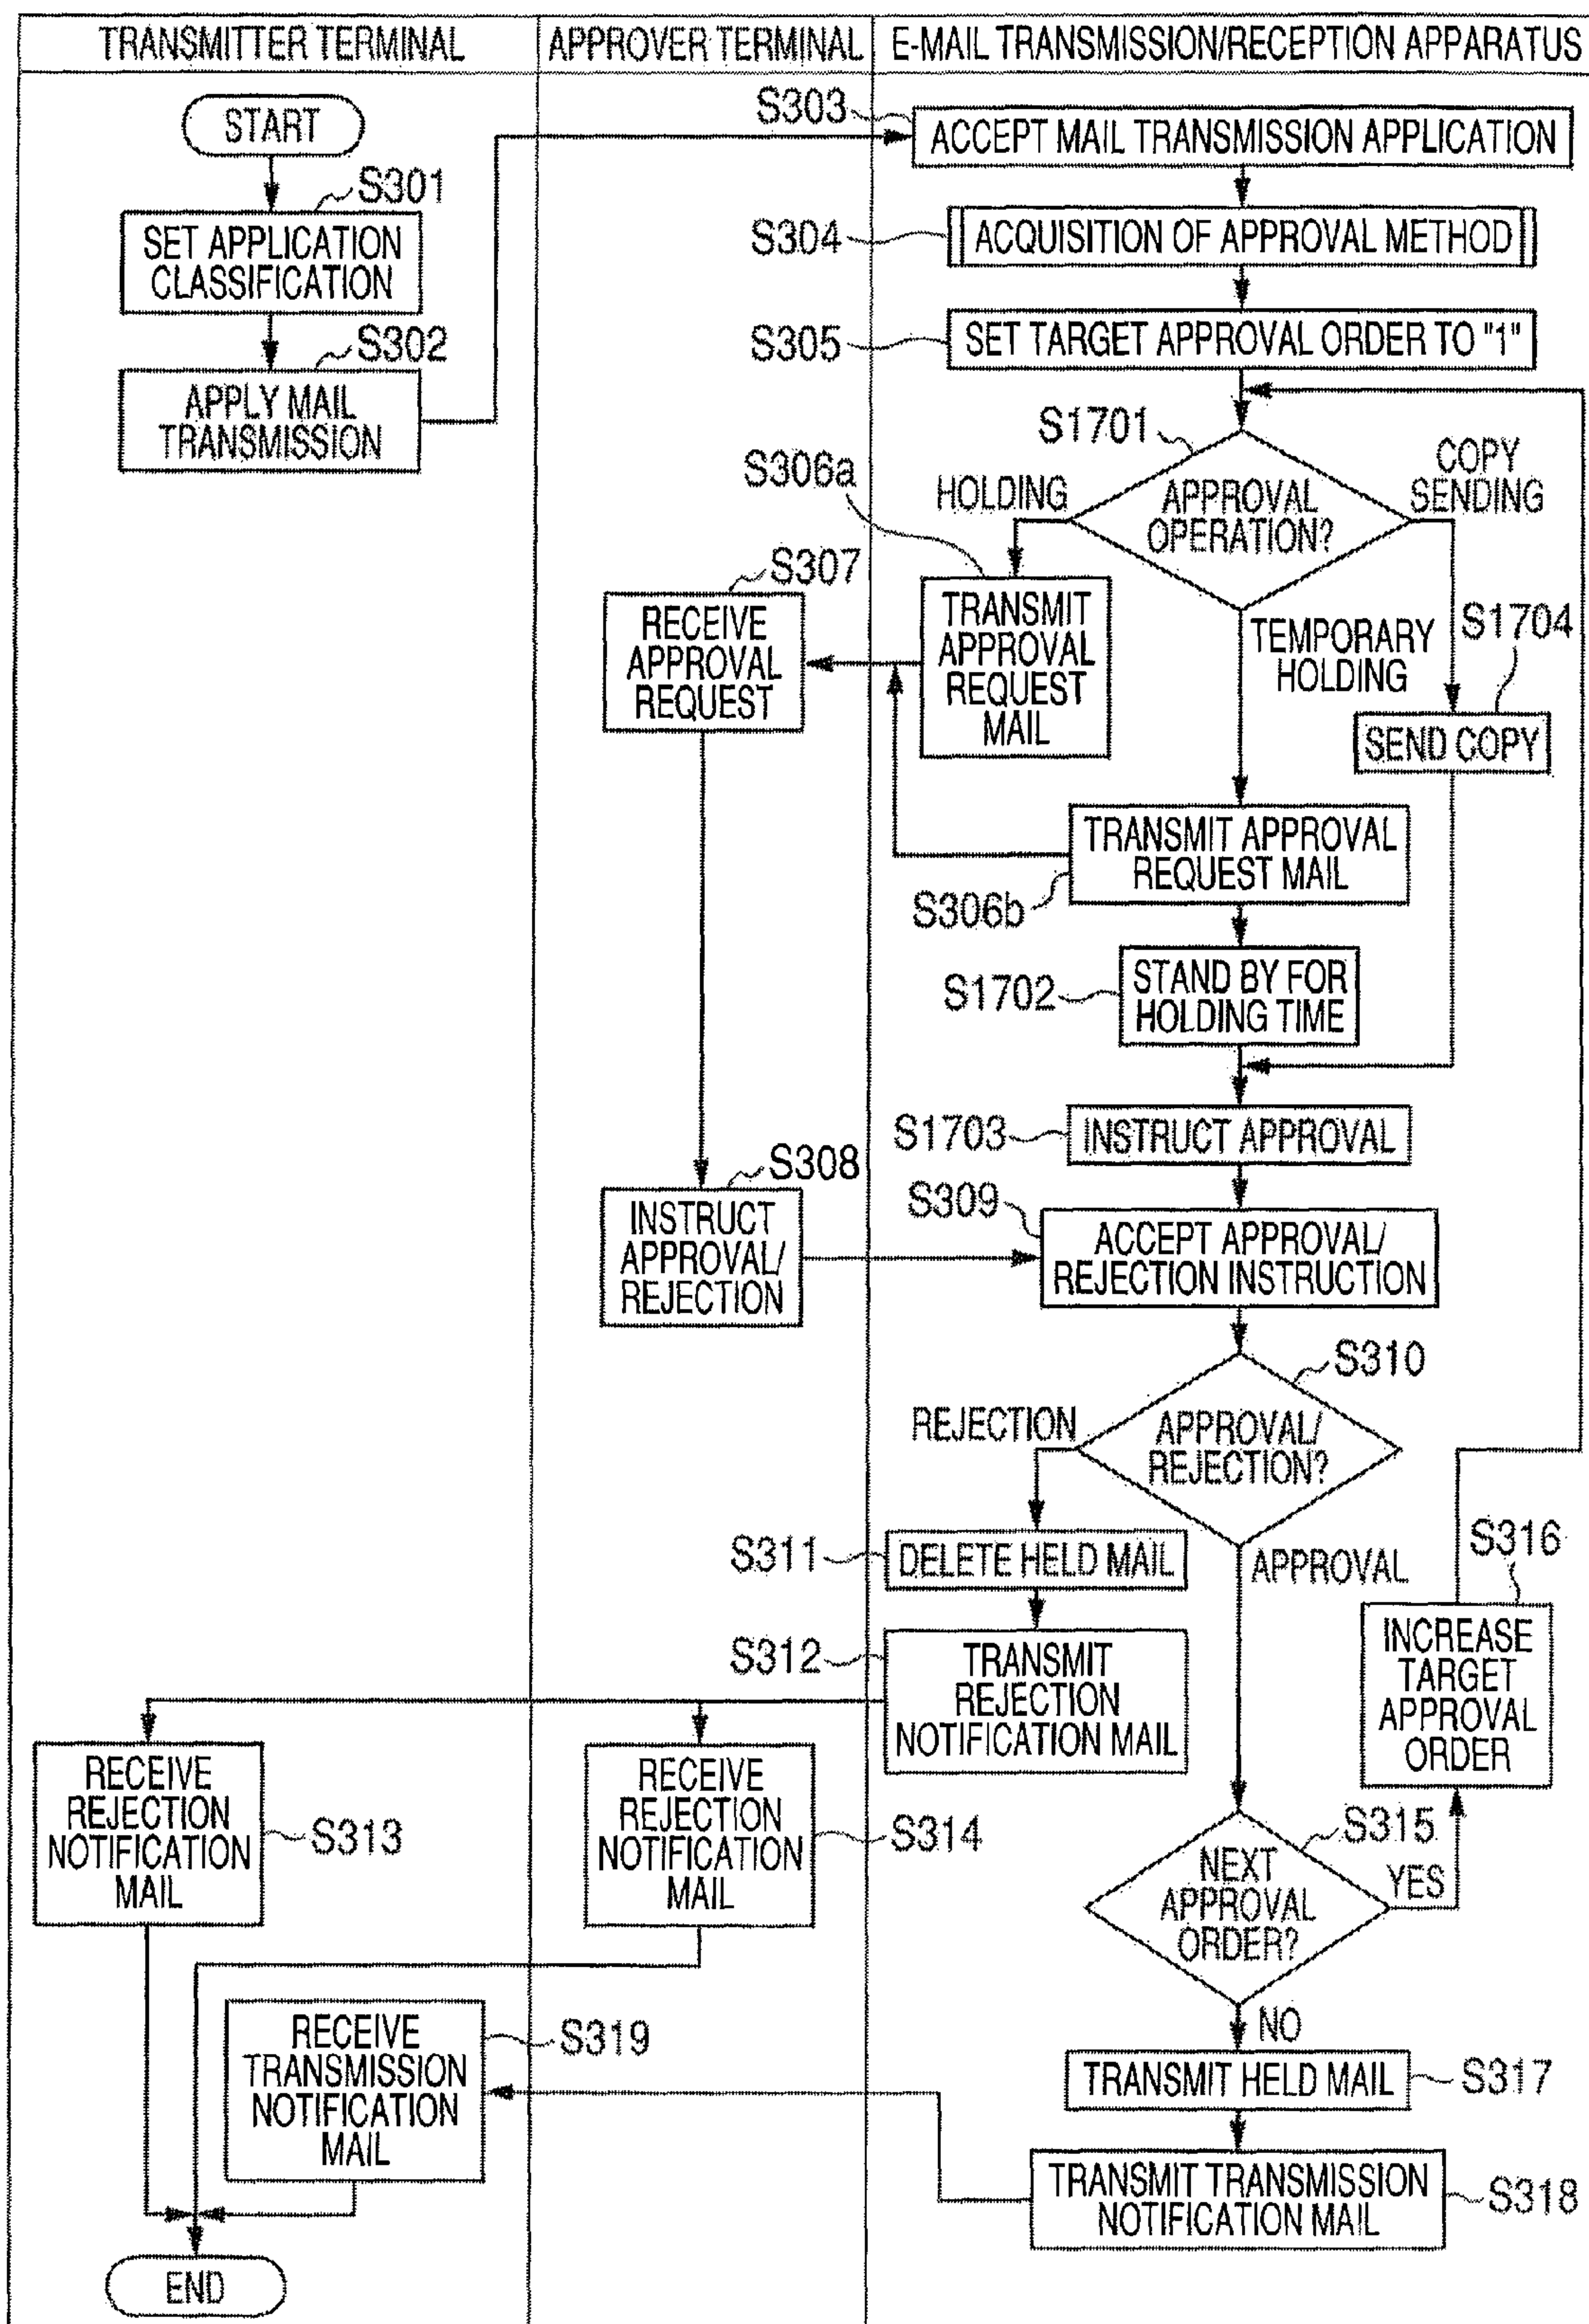 TRANSMITTER TERMINAL
APPROVER TERMINAL
E-MAIL TRANSMISSION/RECEPTION APPARATUS
START
S301
SET APPLICATION
CLASSIFICATION
S302
APPLY MAIL
TRANSMISSION
S303
ACCEPT MAIL TRANSMISSION APPLICATION
S304
ACQUISITION OF APPROVAL METHOD
S305
SET TARGET APPROVAL ORDER TO "1"
S1701
APPROVAL
OPERATION?
HOLDING
COPY
SENDING
TEMPORARY
HOLDING
S306a
TRANSMIT
APPROVAL
REQUEST
MAIL
S307
RECEIVE
APPROVAL
REQUEST
S1704
SEND COPY
TRANSMIT APPROVAL
REQUEST MAIL
S306b
S1702
STAND BY FOR
HOLDING TIME
S1703
INSTRUCT APPROVAL
S308
INSTRUCT
APPROVAL/
REJECTION
S309
ACCEPT APPROVAL/
REJECTION INSTRUCTION
S310
APPROVAL/
REJECTION?
REJECTION
APPROVAL
S311
DELETE HELD MAIL
S312
TRANSMIT
REJECTION
NOTIFICATION MAIL
S316
INCREASE
TARGET
APPROVAL
ORDER
RECEIVE
REJECTION
NOTIFICATION
MAIL
S313
RECEIVE
REJECTION
NOTIFICATION
MAIL
S314
S315
NEXT
APPROVAL
ORDER?
YES
NO
S317
TRANSMIT HELD MAIL
RECEIVE
TRANSMISSION
NOTIFICATION
MAIL
S319
TRANSMIT TRANSMISSION
NOTIFICATION MAIL
S318
END